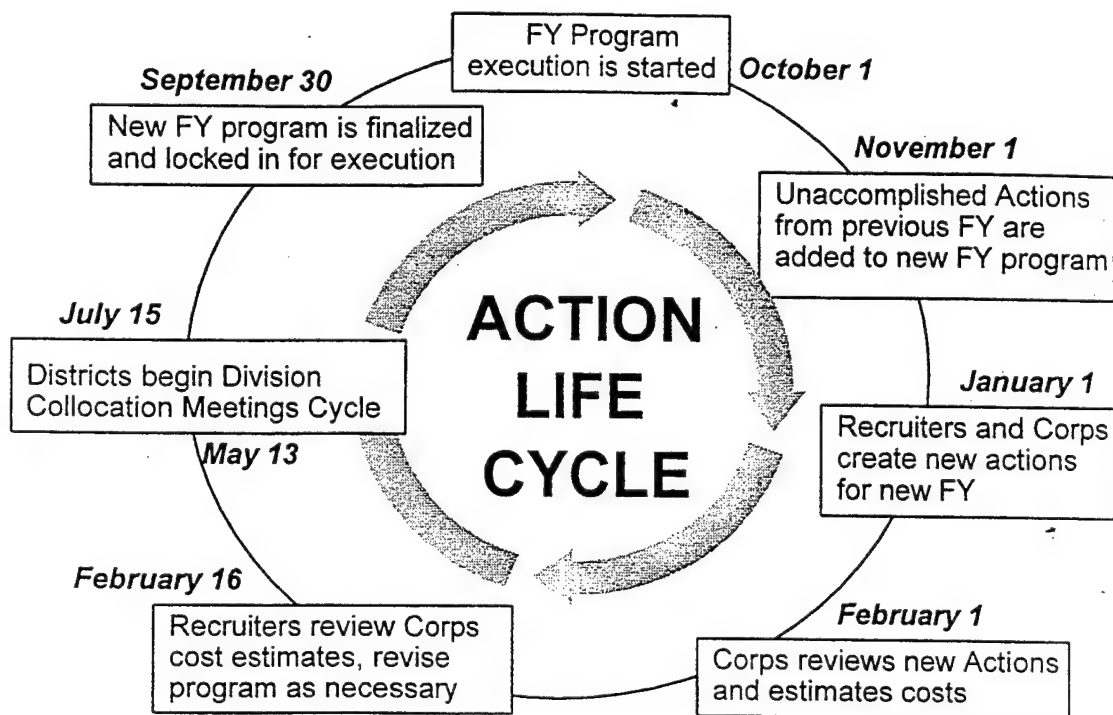 FY Program
execution is started
October 1
November 1
Unaccomplished Actions
from previous FY are
added to new FY program
January 1
Recruiters and Corps
create new actions
for new FY
February 1
Corps reviews new Actions
and estimates costs
February 16
Recruiters review Corps
cost estimates, revise
program as necessary
May 13
Districts begin Division
Collocation Meetings Cycle
July 15
September 30
New FY program is finalized
and locked in for execution
ACTION
LIFE
CYCLE